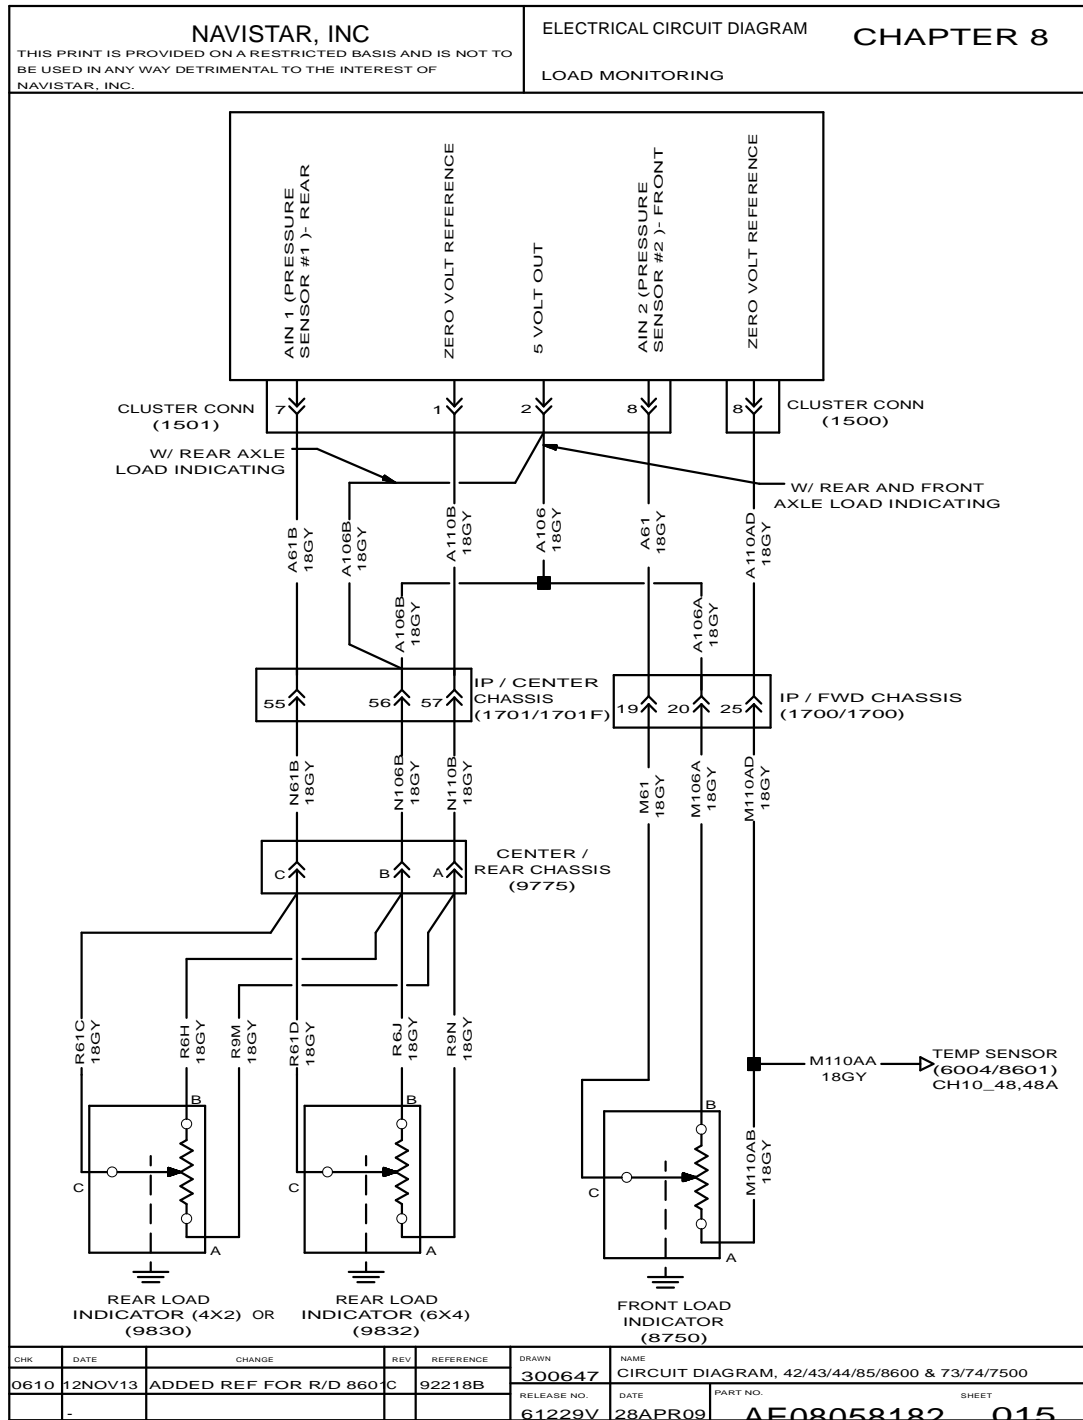 NAVISTAR, INC
THIS PRINT IS PROVIDED ON A RESTRICTED BASIS AND IS NOT TO
BE USED IN ANY WAY DETRIMENTAL TO THE INTEREST OF
NAVISTAR, INC.
ELECTRICAL CIRCUIT DIAGRAM
CHAPTER 8
LOAD MONITORING
AIN 1 (PRESSURE
SENSOR #1 )- REAR
ZERO VOLT REFERENCE
5 VOLT OUT
AIN 2 (PRESSURE
SENSOR #2 )- FRONT
ZERO VOLT REFERENCE
CLUSTER CONN
(1501)
7
1
2
8
8
CLUSTER CONN
(1500)
W/ REAR AXLE
LOAD INDICATING
W/ REAR AND FRONT
AXLE LOAD INDICATING
A61B
18GY
A106B
18GY
A110B
18GY
A106
18GY
A61
18GY
A110AD
18GY
A106B
18GY
A106A
18GY
55
56
57
IP / CENTER
CHASSIS
(1701/1701F)
19
20
25
IP / FWD CHASSIS
(1700/1700)
N61B
18GY
N106B
18GY
N110B
18GY
M61
18GY
M106A
18GY
M110AD
18GY
C
B
A
CENTER /
REAR CHASSIS
(9775)
R61C
18GY
R6H
18GY
R9M
18GY
R61D
18GY
R6J
18GY
R9N
18GY
M110AA
18GY
TEMP SENSOR
(6004/8601)
CH10_48,48A
M110AB
18GY
B
C
A
B
C
A
B
C
A
REAR LOAD
INDICATOR (4X2) OR
(9830)
REAR LOAD
INDICATOR (6X4)
(9832)
FRONT LOAD
INDICATOR
(8750)
CHK DATE CHANGE REV REFERENCE
0610 12NOV13 ADDED REF FOR R/D 8601 C 92218B
-
DRAWN
300647
NAME
CIRCUIT DIAGRAM, 42/43/44/85/8600 & 73/74/7500
RELEASE NO.
61229V
DATE
28APR09
PART NO.
AE08058182
SHEET
015